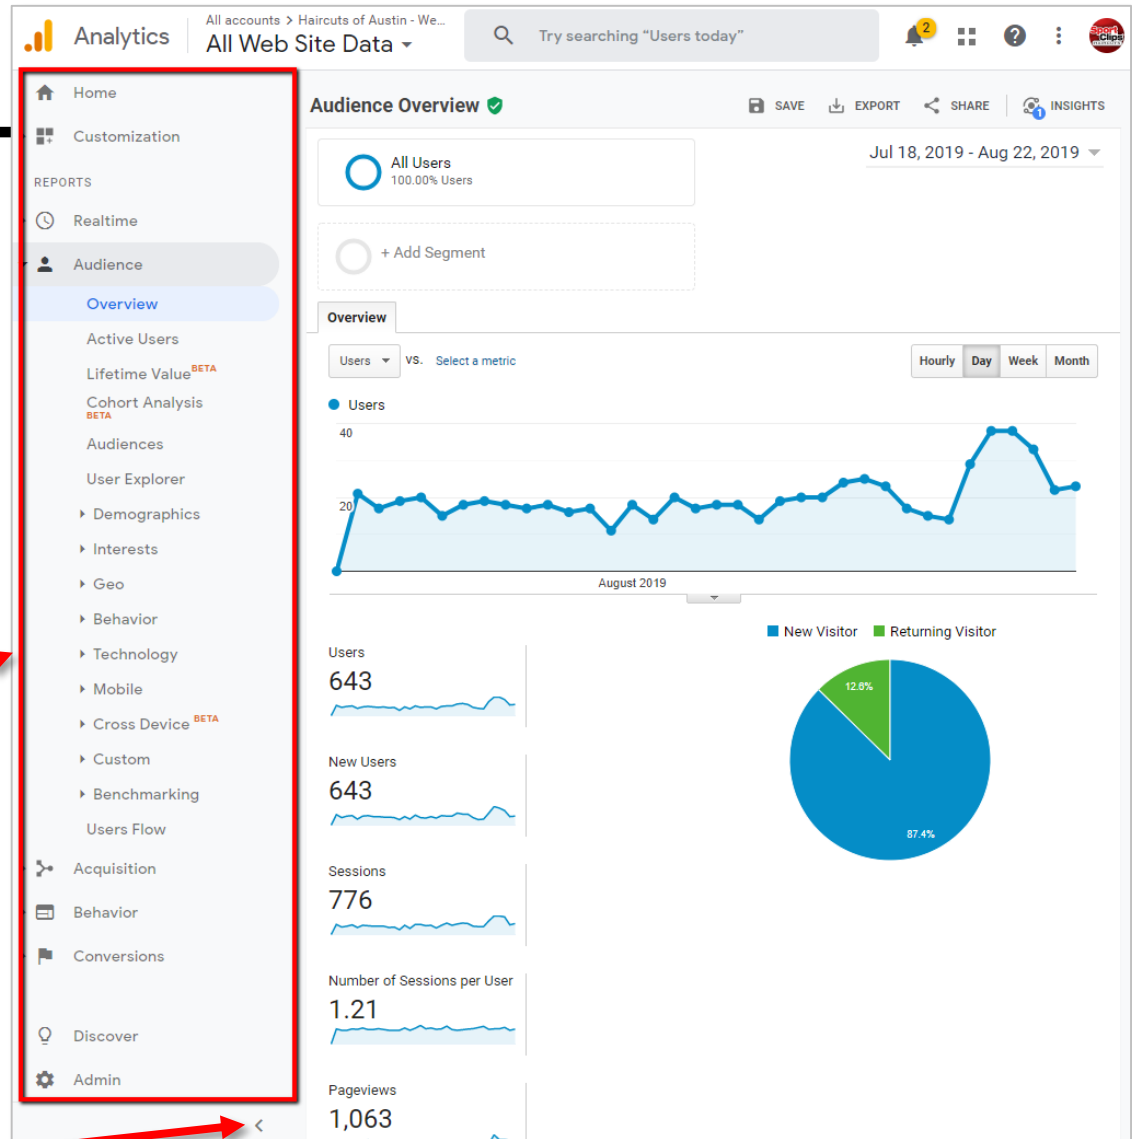 Analytics
All accounts > Haircuts of Austin - We...
All Web Site Data
Try searching "Users today"
2
Sport Clips
Home
Customization
REPORTS
Realtime
Audience
Overview
Active Users
Lifetime Value BETA
Cohort Analysis
BETA
Audiences
User Explorer
Demographics
Interests
Geo
Behavior
Technology
Mobile
Cross Device BETA
Custom
Benchmarking
Users Flow
Acquisition
Behavior
Conversions
Discover
Admin
Audience Overview
SAVE
EXPORT
SHARE
1
INSIGHTS
All Users
100.00% Users
Jul 18, 2019 - Aug 22, 2019
+ Add Segment
Overview
Users
VS.
Select a metric
Hourly
Day
Week
Month
Users
40
20
August 2019
New Visitor
Returning Visitor
12.6%
87.4%
Users
643
New Users
643
Sessions
776
Number of Sessions per User
1.21
Pageviews
1,063